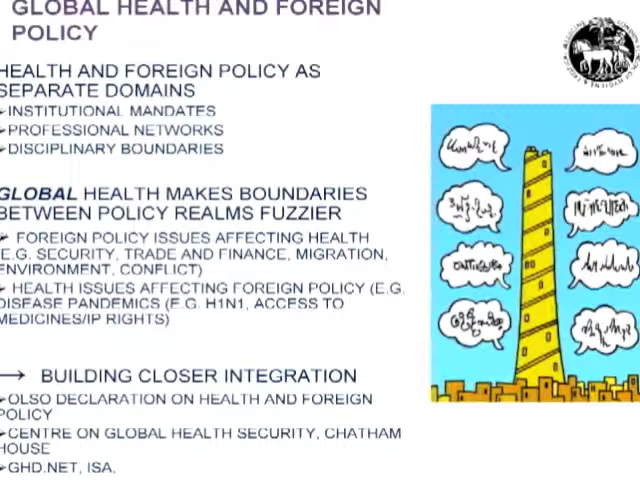 GLOBAL HEALTH AND FOREIGN
POLICY
HEALTH AND FOREIGN POLICY AS
SEPARATE DOMAINS
➢INSTITUTIONAL MANDATES
➢PROFESSIONAL NETWORKS
➢DISCIPLINARY BOUNDARIES
GLOBAL HEALTH MAKES BOUNDARIES
BETWEEN POLICY REALMS FUZZIER
➢ FOREIGN POLICY ISSUES AFFECTING HEALTH
(E.G. SECURITY, TRADE AND FINANCE, MIGRATION,
ENVIRONMENT, CONFLICT)
➢ HEALTH ISSUES AFFECTING FOREIGN POLICY (E.G.
DISEASE PANDEMICS (E.G. H1N1, ACCESS TO
MEDICINES/IP RIGHTS)
→ BUILDING CLOSER INTEGRATION
➢OLSO DECLARATION ON HEALTH AND FOREIGN
POLICY
➢CENTRE ON GLOBAL HEALTH SECURITY, CHATHAM
HOUSE
➢GHD.NET, ISA,